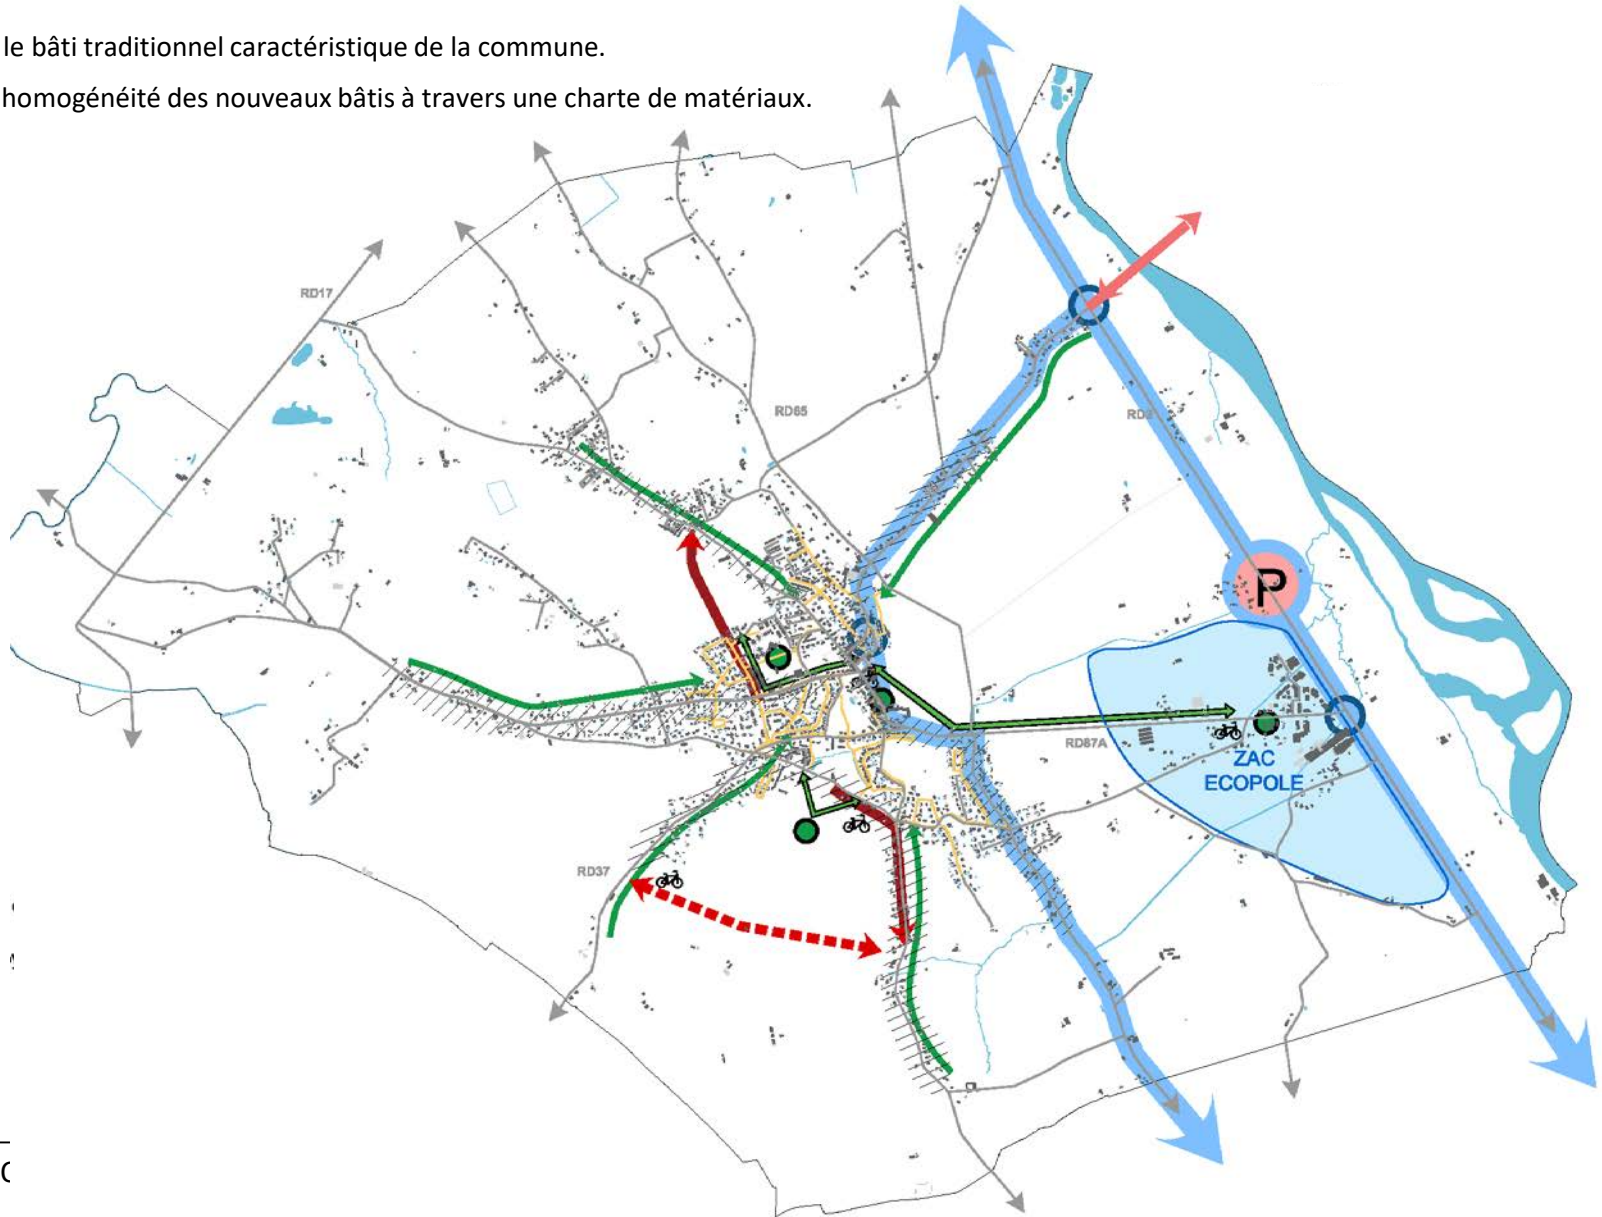 le bâti traditionnel caractéristique de la commune.
homogénéité des nouveaux bâtis à travers une charte de matériaux.
RD17
RD65
P
RD87A
ZAC
ECOPOLE
RD37